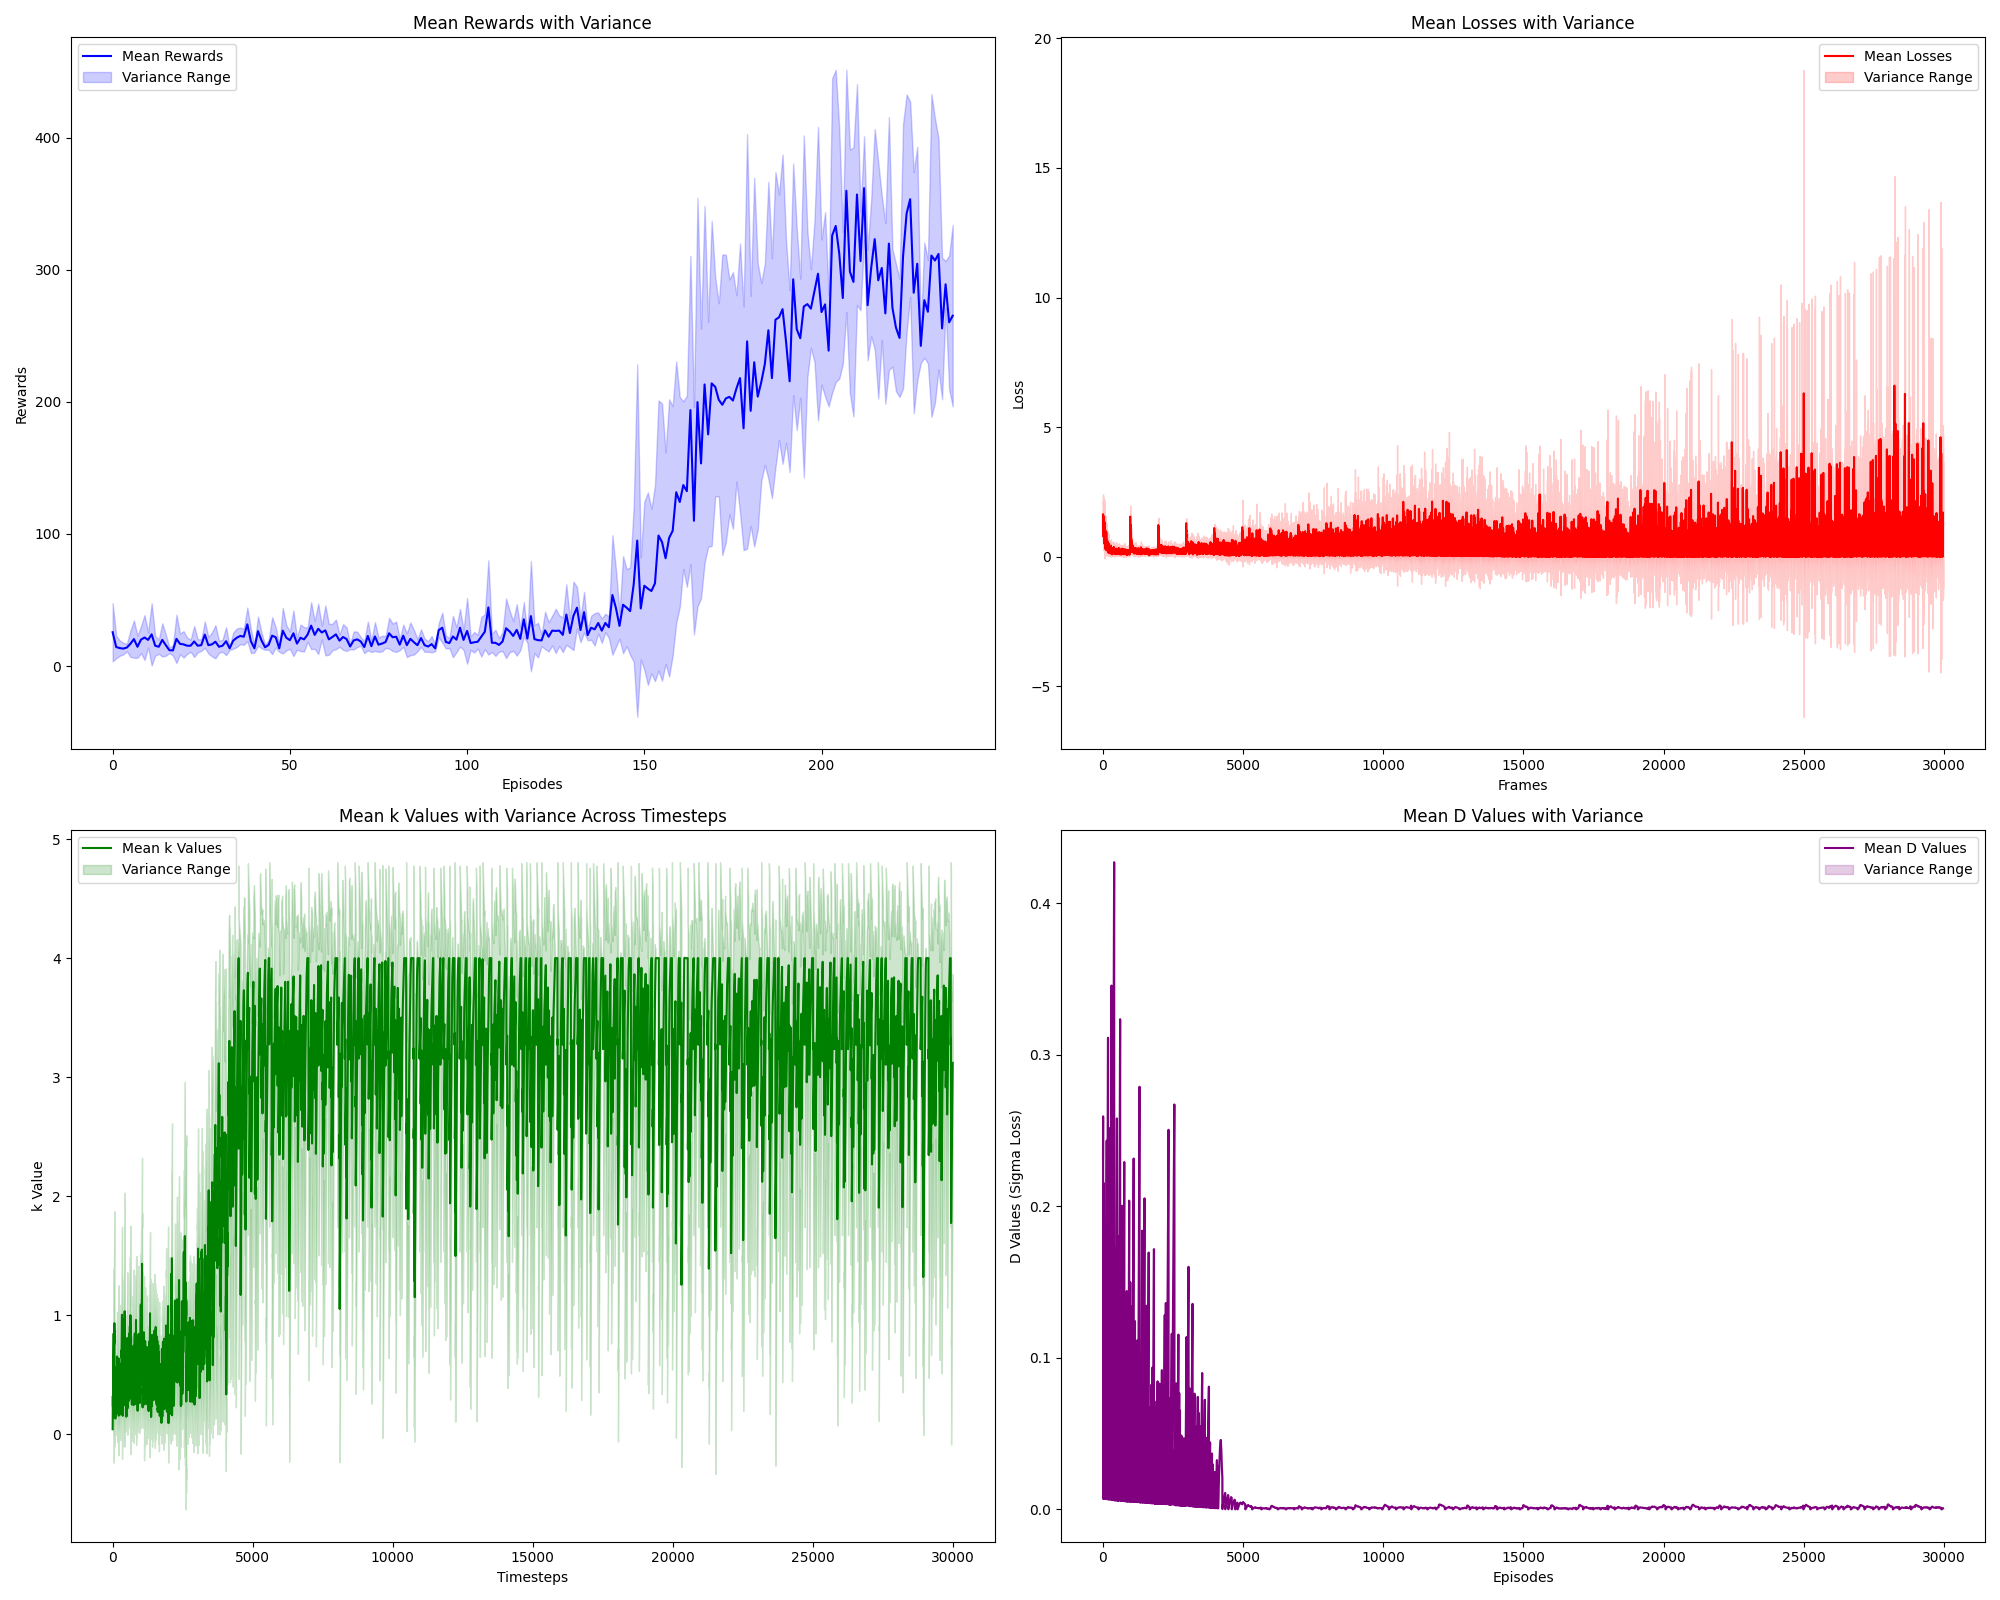 Mean Rewards with Variance
Mean Rewards
Variance Range
Rewards
400
300
200
100
0
0 50 100 150 200
Episodes
Mean Losses with Variance
Mean Losses
Variance Range
Loss
20
15
10
5
0
−5
0 5000 10000 15000 20000 25000 30000
Frames
Mean k Values with Variance Across Timesteps
Mean k Values
Variance Range
k Value
5
4
3
2
1
0
0 5000 10000 15000 20000 25000 30000
Timesteps
Mean D Values with Variance
Mean D Values
Variance Range
D Values (Sigma Loss)
0.4
0.3
0.2
0.1
0.0
0 5000 10000 15000 20000 25000 30000
Episodes